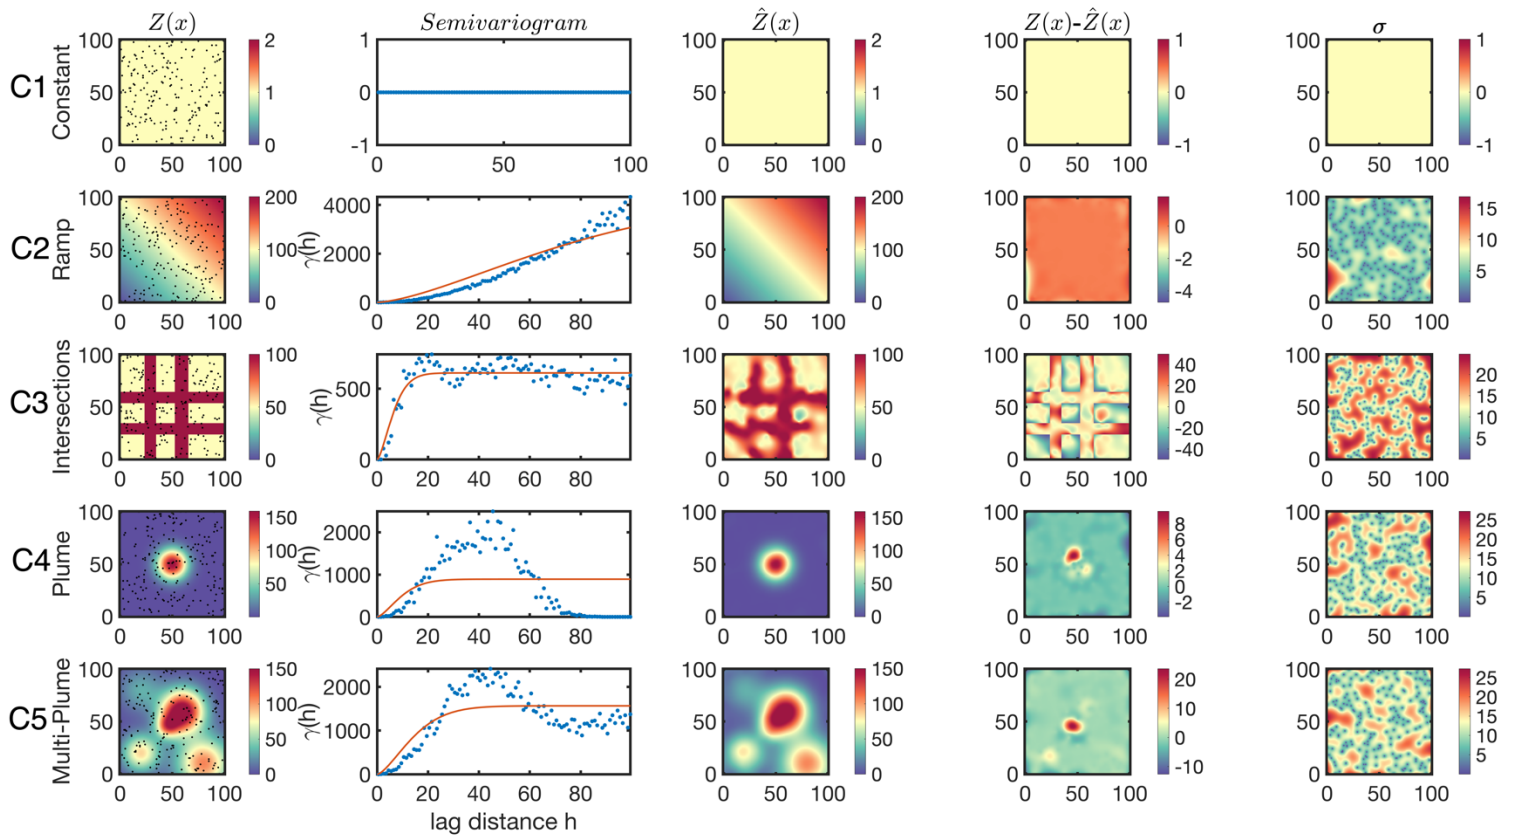 Z(x) Semivariogram Ẑ(x) Z(x)-Ẑ(x) σ
C1 Constant 100 50 0 0 50 100 2 1 0 1 0 -1 0 50 100 100 50 0 0 50 100 2 1 0 100 50 0 0 50 100 1 0 -1 100 50 0 0 50 100 1 0 -1
C2 Ramp 100 50 0 0 50 100 200 100 0 γ(h) 4000 2000 0 0 20 40 60 80 100 50 0 0 50 100 200 100 0 100 50 0 0 50 100 0 -2 -4 100 50 0 0 50 100 15 10 5
C3 Intersections 100 50 0 0 50 100 100 50 0 γ(h) 500 0 0 20 40 60 80 100 50 0 0 50 100 100 50 0 100 50 0 0 50 100 40 20 0 -20 -40 100 50 0 0 50 100 20 15 10 5
C4 Plume 100 50 0 0 50 100 150 100 50 0 γ(h) 2000 1000 0 0 20 40 60 80 100 50 0 0 50 100 150 100 50 0 100 50 0 0 50 100 8 6 4 2 0 -2 100 50 0 0 50 100 25 20 15 10 5
C5 Multi-Plume 100 50 0 0 50 100 150 100 50 0 γ(h) 2000 1000 0 0 20 40 60 80 100 50 0 0 50 100 150 100 50 0 100 50 0 0 50 100 20 10 0 -10 100 50 0 0 50 100 25 20 15 10 5
lag distance h